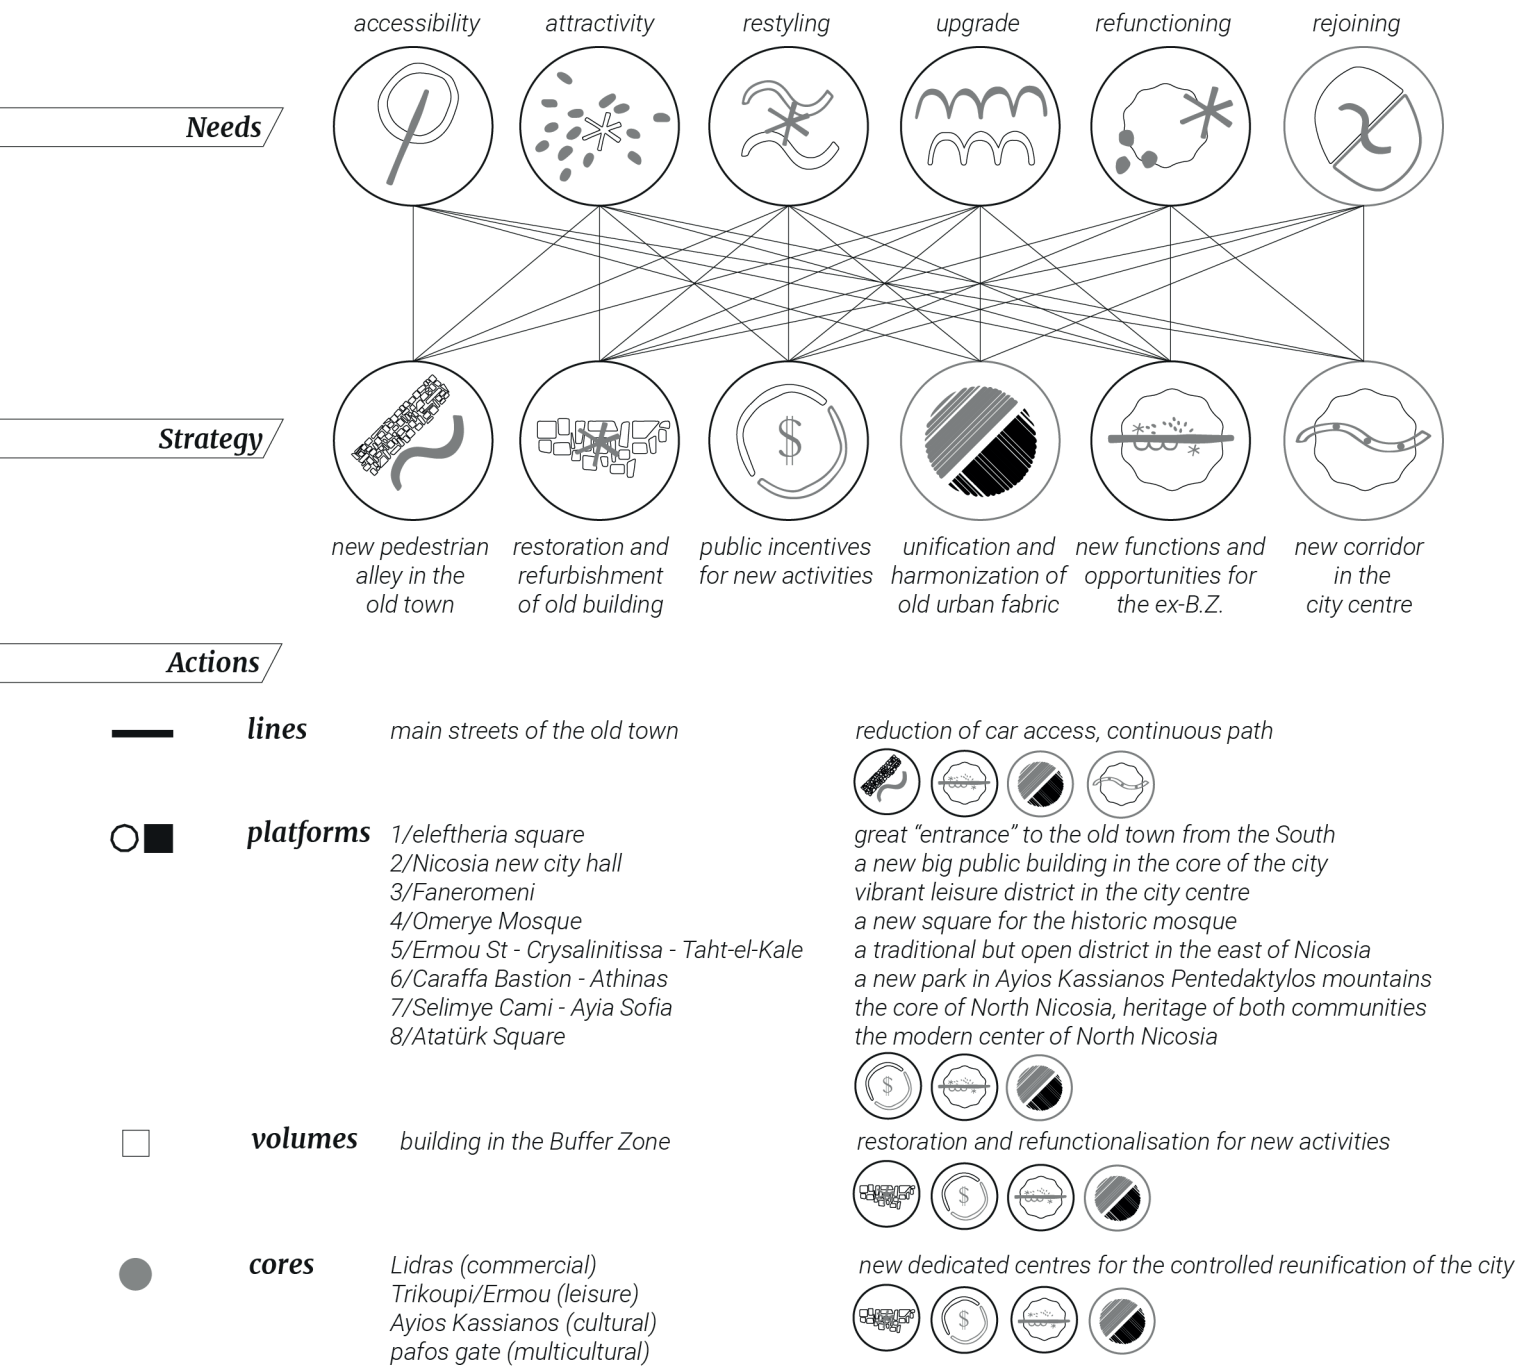 accessibility attractivity restyling upgrade refunctioning rejoining
Needs
Strategy
$
new pedestrian restoration and public incentives unification and new functions and new corridor
alley in the refurbishment for new activities harmonization of opportunities for in the
old town of old building old urban fabric the ex-B.Z. city centre
Actions
lines main streets of the old town reduction of car access, continuous path
platforms 1/eleftheria square great “entrance” to the old town from the South
2/Nicosia new city hall a new big public building in the core of the city
3/Faneromeni vibrant leisure district in the city centre
4/Omerye Mosque a new square for the historic mosque
5/Ermou St - Crysalinitissa - Taht-el-Kale a traditional but open district in the east of Nicosia
6/Caraffa Bastion - Athinas a new park in Ayios Kassianos Pentedaktylos mountains
7/Selimye Cami - Ayia Sofia the core of North Nicosia, heritage of both communities
8/Atatürk Square the modern center of North Nicosia
$
volumes building in the Buffer Zone restoration and refunctionalisation for new activities
$
cores Lidras (commercial) new dedicated centres for the controlled reunification of the city
Trikoupi/Ermou (leisure)
$
Ayios Kassianos (cultural)
pafos gate (multicultural)